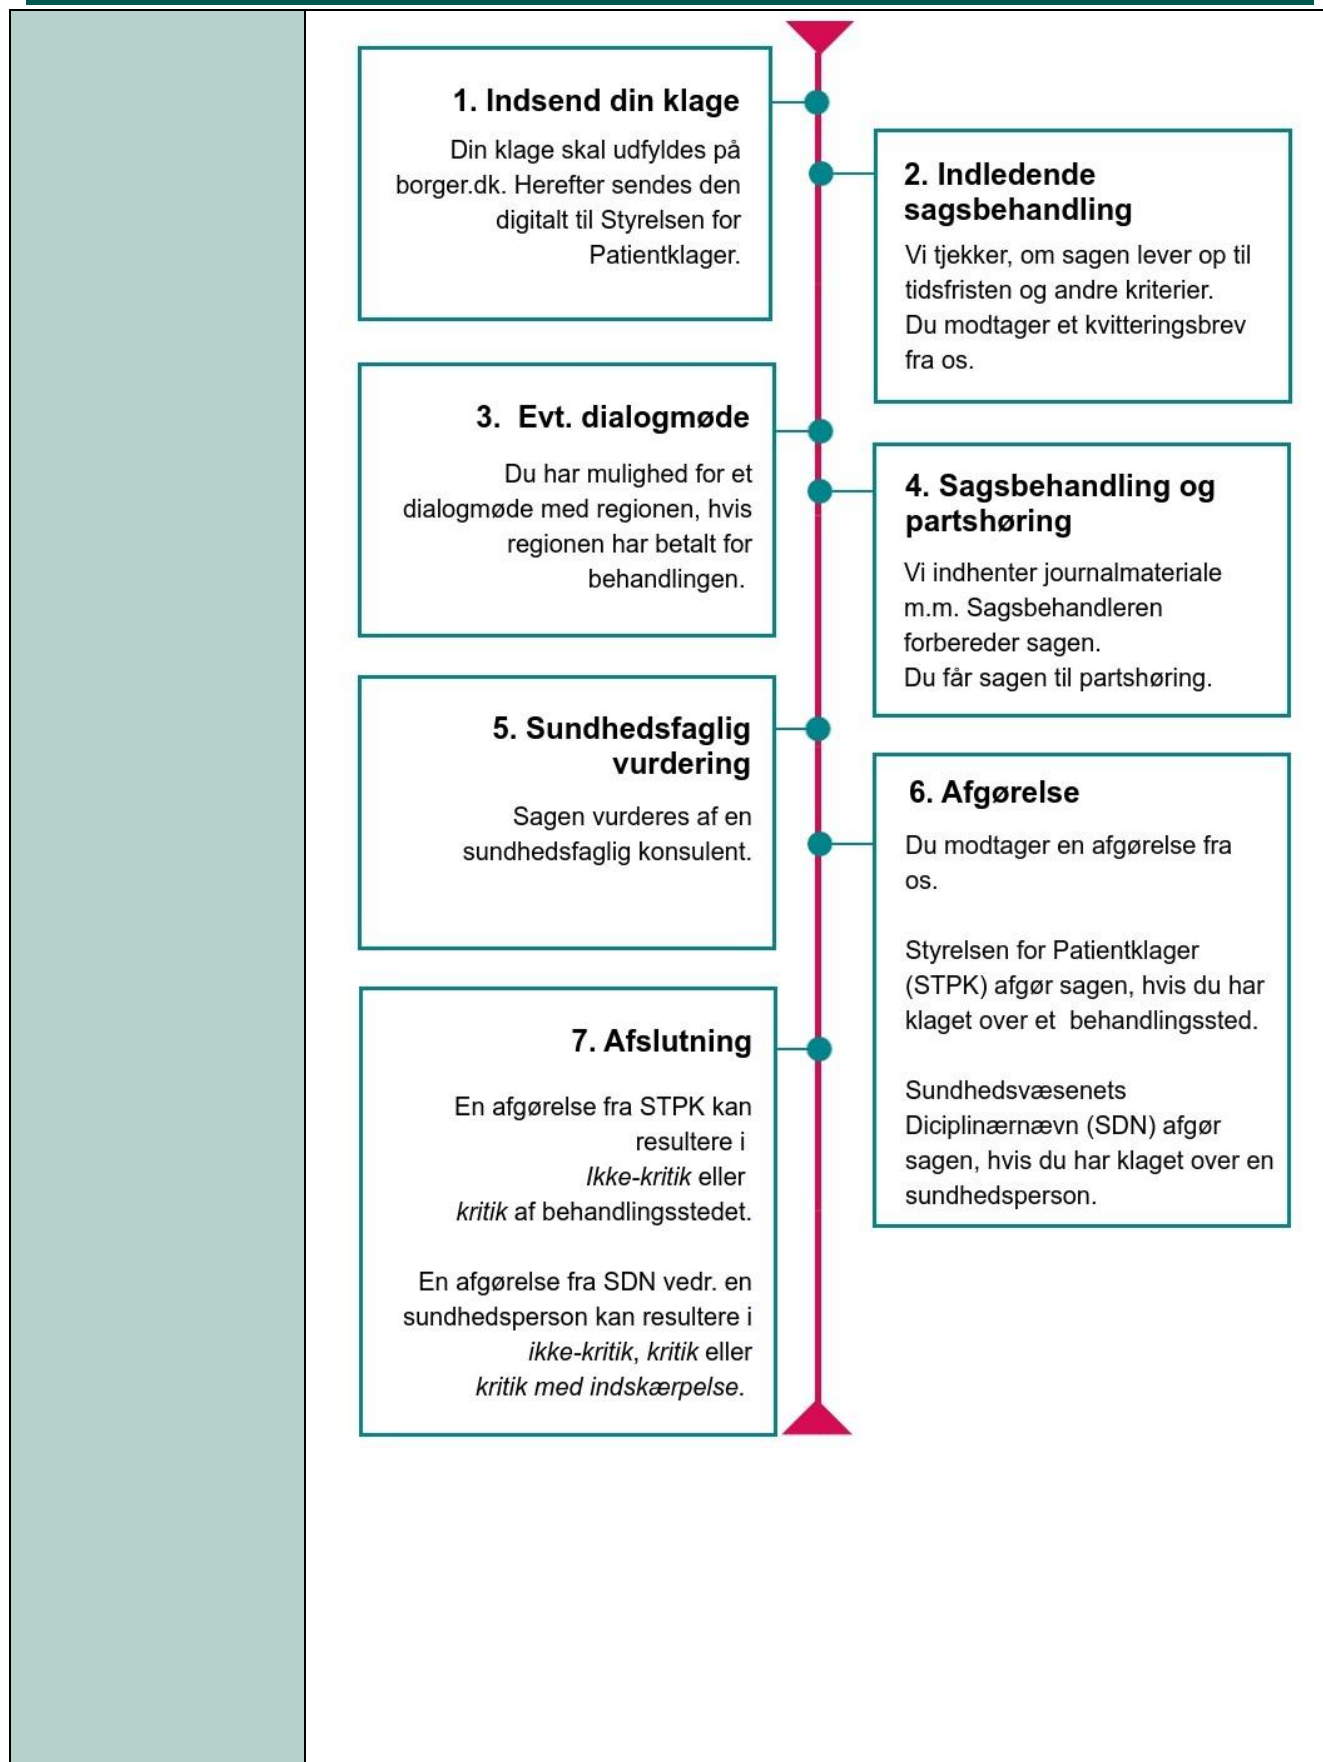 1. Indsend din klage
Din klage skal udfyldes på
borger.dk. Herefter sendes den
digitalt til Styrelsen for
Patientklager.
2. Indledende
sagsbehandling
Vi tjekker, om sagen lever op til
tidsfristen og andre kriterier.
Du modtager et kvitteringsbrev
fra os.
3. Evt. dialogmøde
Du har mulighed for et
dialogmøde med regionen, hvis
regionen har betalt for
behandlingen.
4. Sagsbehandling og
partshøring
Vi indhenter journalmateriale
m.m. Sagsbehandleren
forbereder sagen.
Du får sagen til partshøring.
5. Sundhedsfaglig
vurdering
Sagen vurderes af en
sundhedsfaglig konsulent.
6. Afgørelse
Du modtager en afgørelse fra
os.
Styrelsen for Patientklager
(STPK) afgør sagen, hvis du har
klaget over et behandlingssted.
Sundhedsvæsenets
Diciplinærnævn (SDN) afgør
sagen, hvis du har klaget over en
sundhedsperson.
7. Afslutning
En afgørelse fra STPK kan
resultere i
Ikke-kritik eller
kritik af behandlingsstedet.
En afgørelse fra SDN vedr. en
sundhedsperson kan resultere i
ikke-kritik, kritik eller
kritik med indskærpelse.